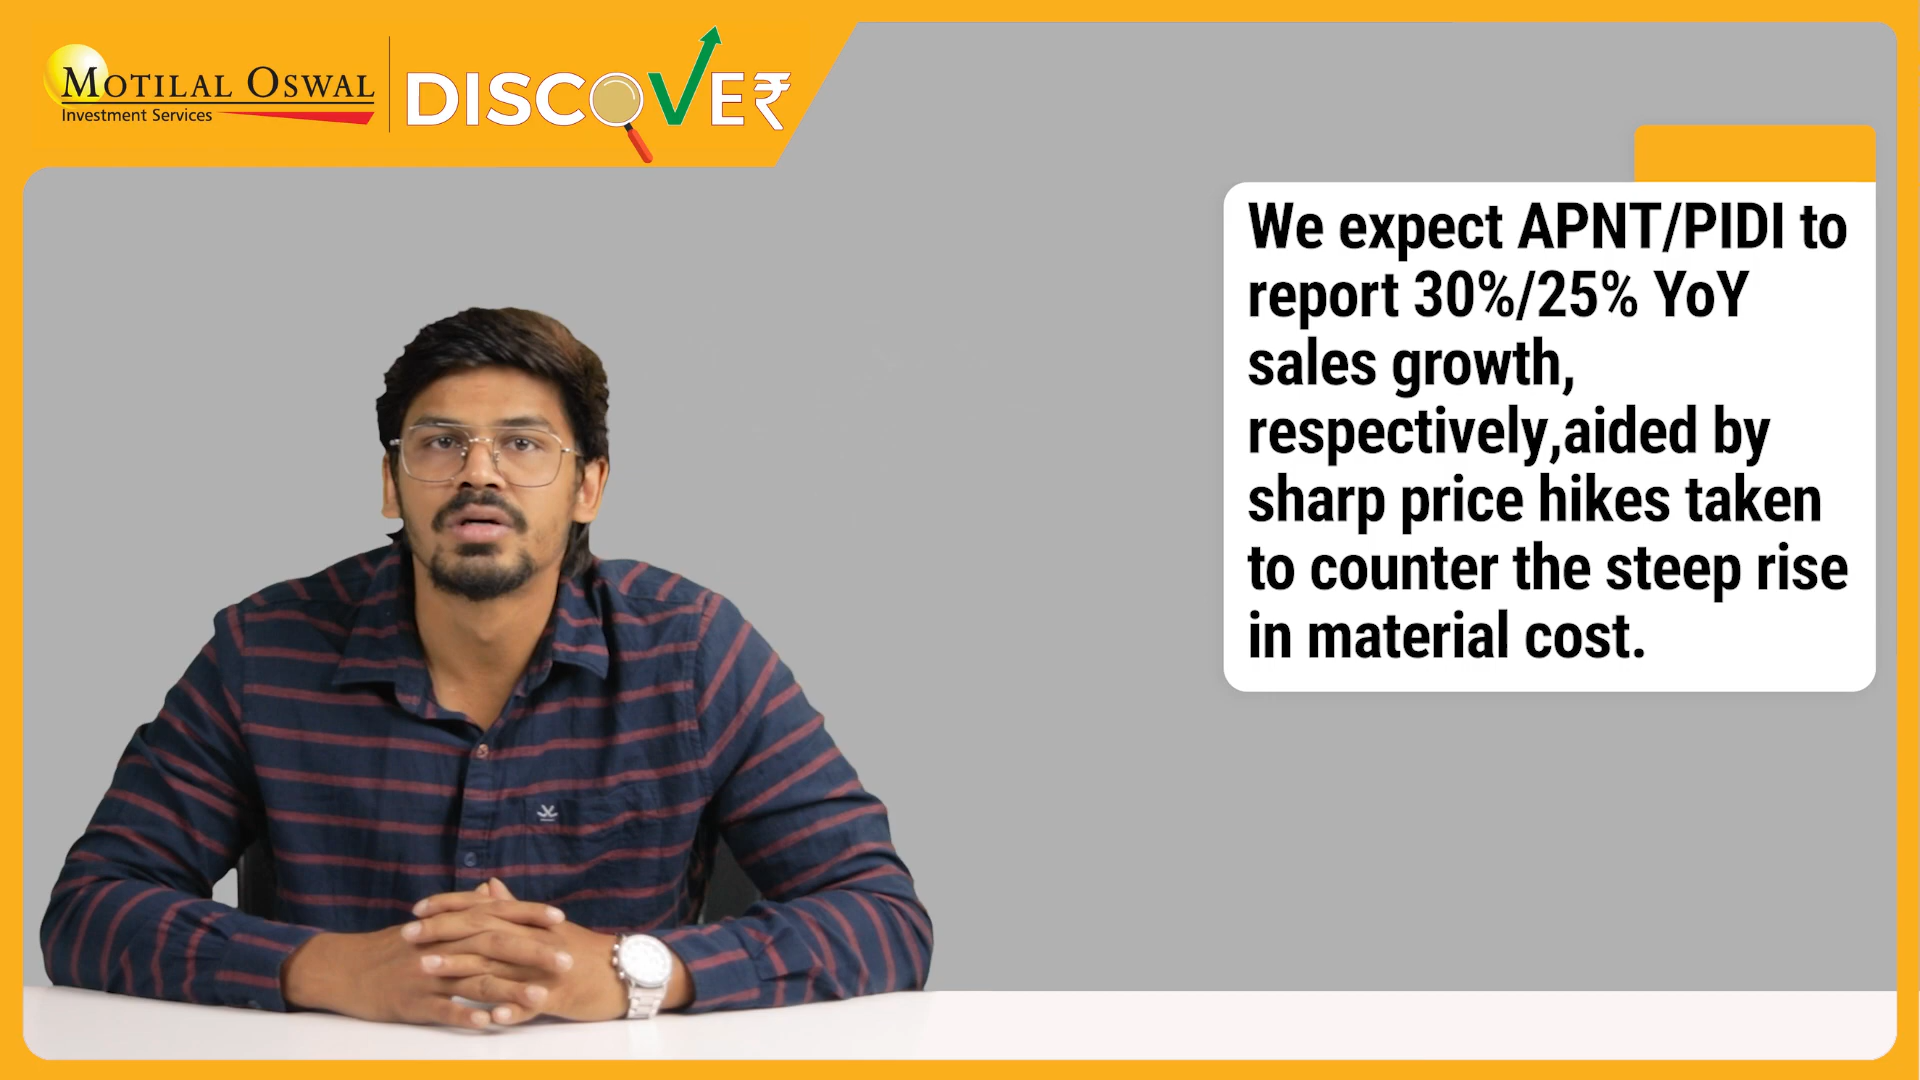 MOTILAL OSWAL
Investment Services
DISCOVE₹
We expect APNT/PIDI to
report 30%/25% YoY
sales growth,
respectively,aided by
sharp price hikes taken
to counter the steep rise
in material cost.